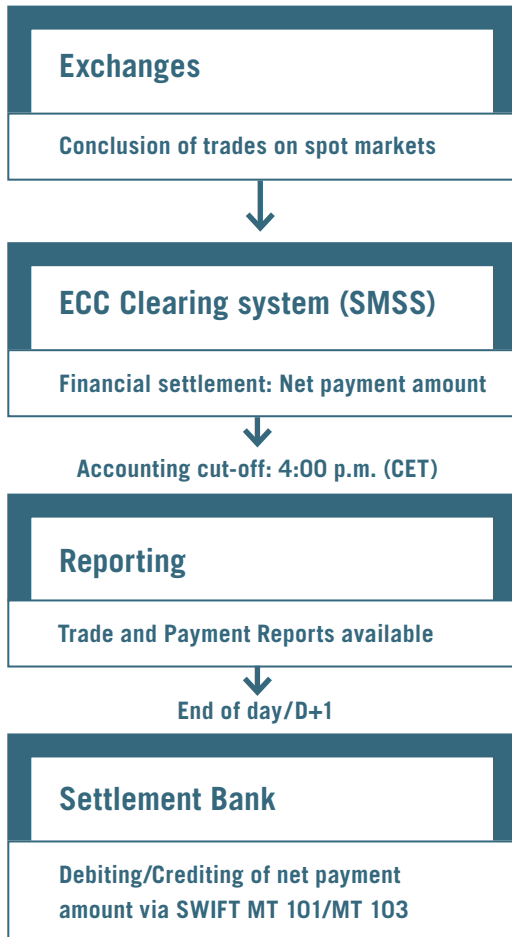 Exchanges
Conclusion of trades on spot markets
ECC Clearing system (SMSS)
Financial settlement: Net payment amount
Accounting cut-off: 4:00 p.m. (CET)
Reporting
Trade and Payment Reports available
End of day/D+1
Settlement Bank
Debiting/Crediting of net payment
amount via SWIFT MT 101/MT 103